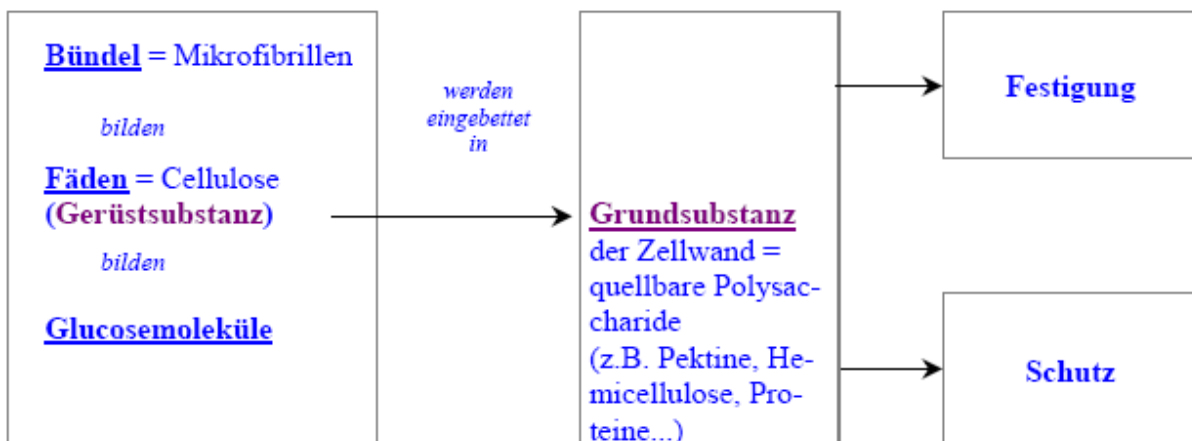 Bündel = Mikrofibrillen
bilden
Fäden = Cellulose
(Gerüstsubstanz)
bilden
Glucosemoleküle
werden
eingebettet
in
Grundsubstanz
der Zellwand =
quellbare Polysac-
charide
(z.B. Pektine, He-
micellulose, Pro-
teine...)
Festigung
Schutz